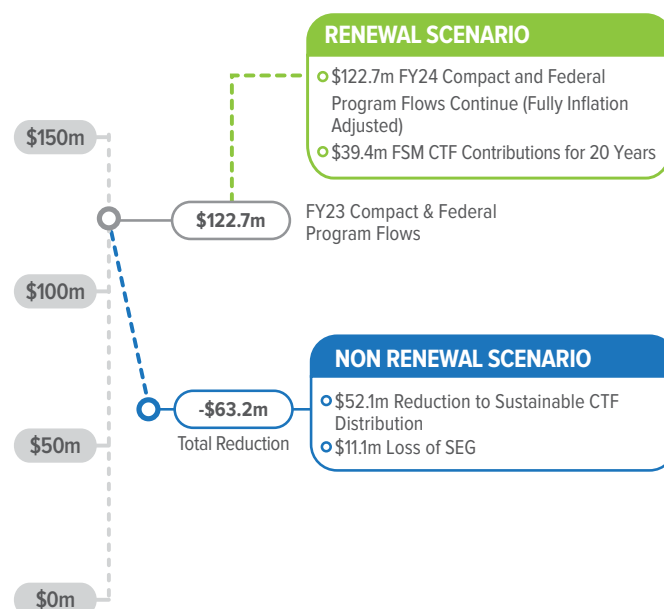 RENEWAL SCENARIO
$122.7m FY24 Compact and Federal
Program Flows Continue (Fully Inflation
Adjusted)
$39.4m FSM CTF Contributions for 20 Years
$150m
$122.7m
FY23 Compact & Federal
Program Flows
$100m
NON RENEWAL SCENARIO
$52.1m Reduction to Sustainable CTF
Distribution
$11.1m Loss of SEG
-$63.2m
Total Reduction
$50m
$0m